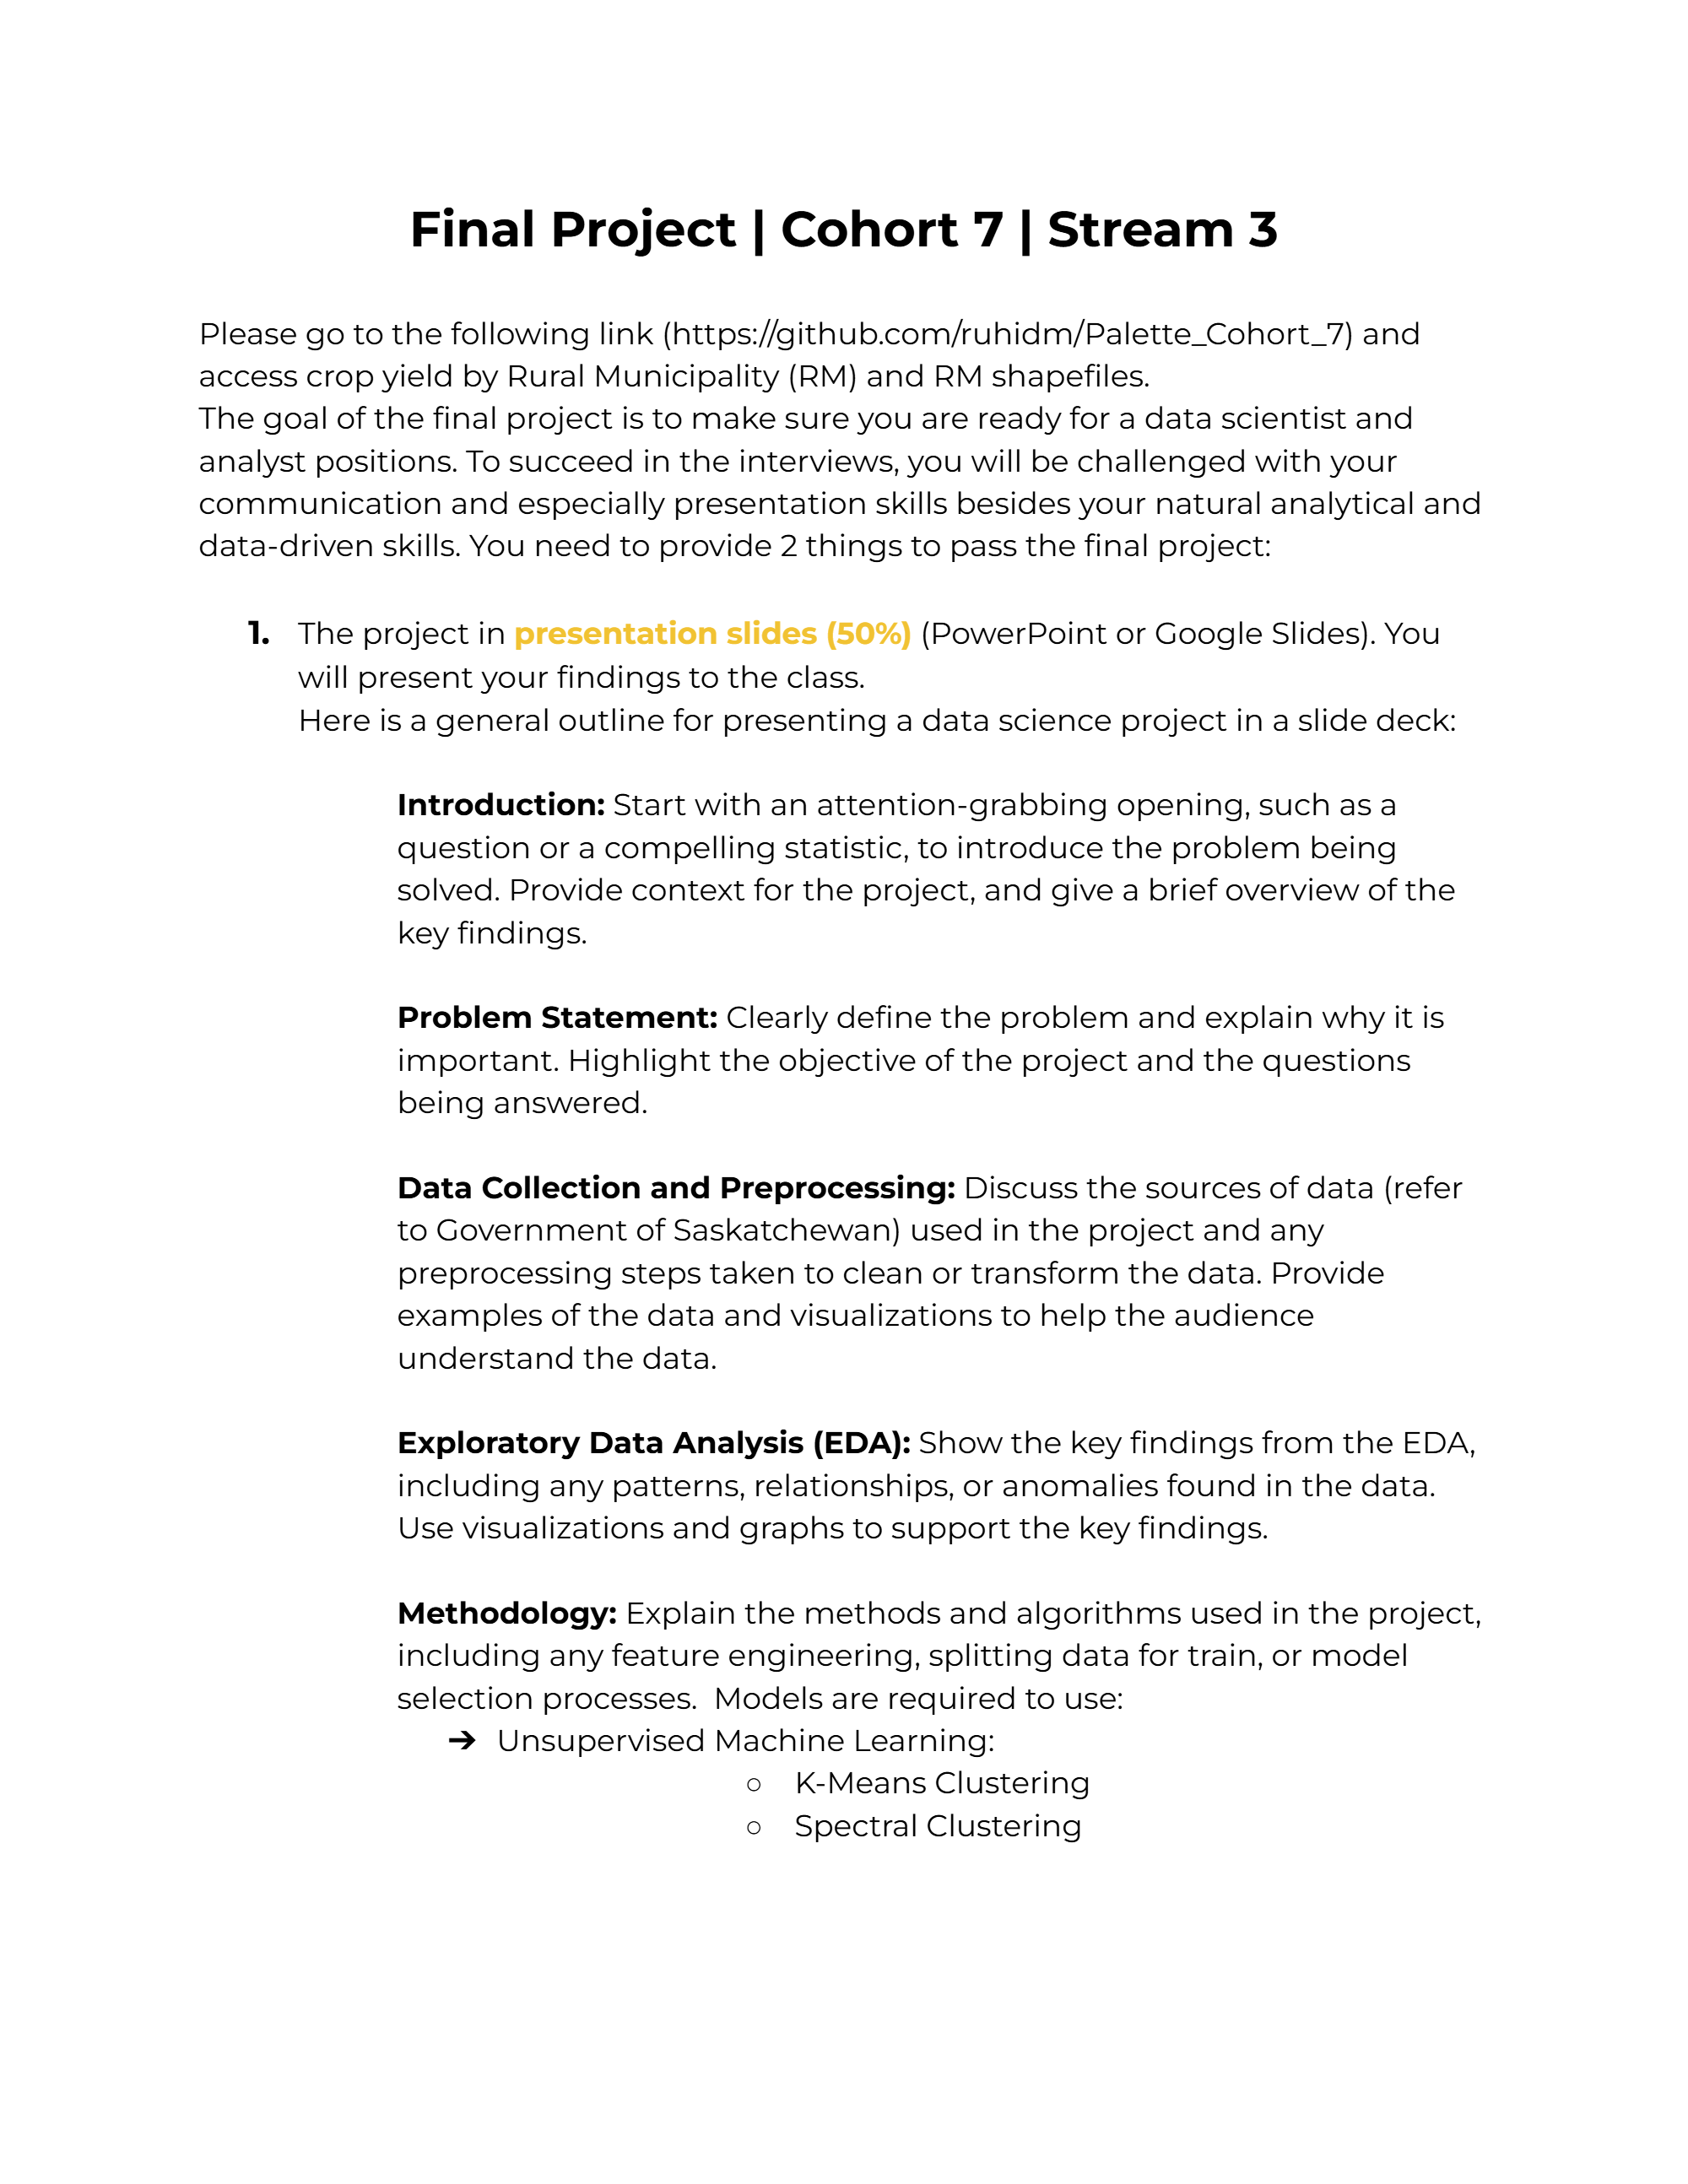 Final Project | Cohort 7 | Stream 3
Please go to the following link (https://github.com/ruhidm/Palette_Cohort_7) and
access crop yield by Rural Municipality (RM) and RM shapefiles.
The goal of the final project is to make sure you are ready for a data scientist and
analyst positions. To succeed in the interviews, you will be challenged with your
communication and especially presentation skills besides your natural analytical and
data-driven skills. You need to provide 2 things to pass the final project:
1. The project in presentation slides (50%) (PowerPoint or Google Slides). You
will present your findings to the class.
Here is a general outline for presenting a data science project in a slide deck:
Introduction: Start with an attention-grabbing opening, such as a
question or a compelling statistic, to introduce the problem being
solved. Provide context for the project, and give a brief overview of the
key findings.
Problem Statement: Clearly define the problem and explain why it is
important. Highlight the objective of the project and the questions
being answered.
Data Collection and Preprocessing: Discuss the sources of data (refer
to Government of Saskatchewan) used in the project and any
preprocessing steps taken to clean or transform the data. Provide
examples of the data and visualizations to help the audience
understand the data.
Exploratory Data Analysis (EDA): Show the key findings from the EDA,
including any patterns, relationships, or anomalies found in the data.
Use visualizations and graphs to support the key findings.
Methodology: Explain the methods and algorithms used in the project,
including any feature engineering, splitting data for train, or model
selection processes.  Models are required to use:
➔ Unsupervised Machine Learning:
○ K-Means Clustering
○ Spectral Clustering